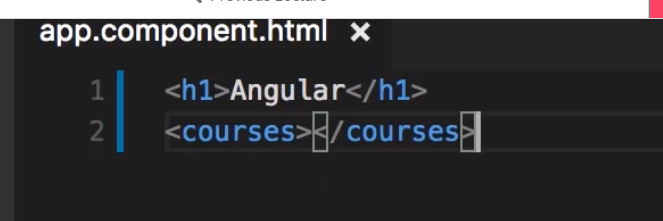 app.component.html ×
1 <h1>Angular</h1>
2 <courses></courses>